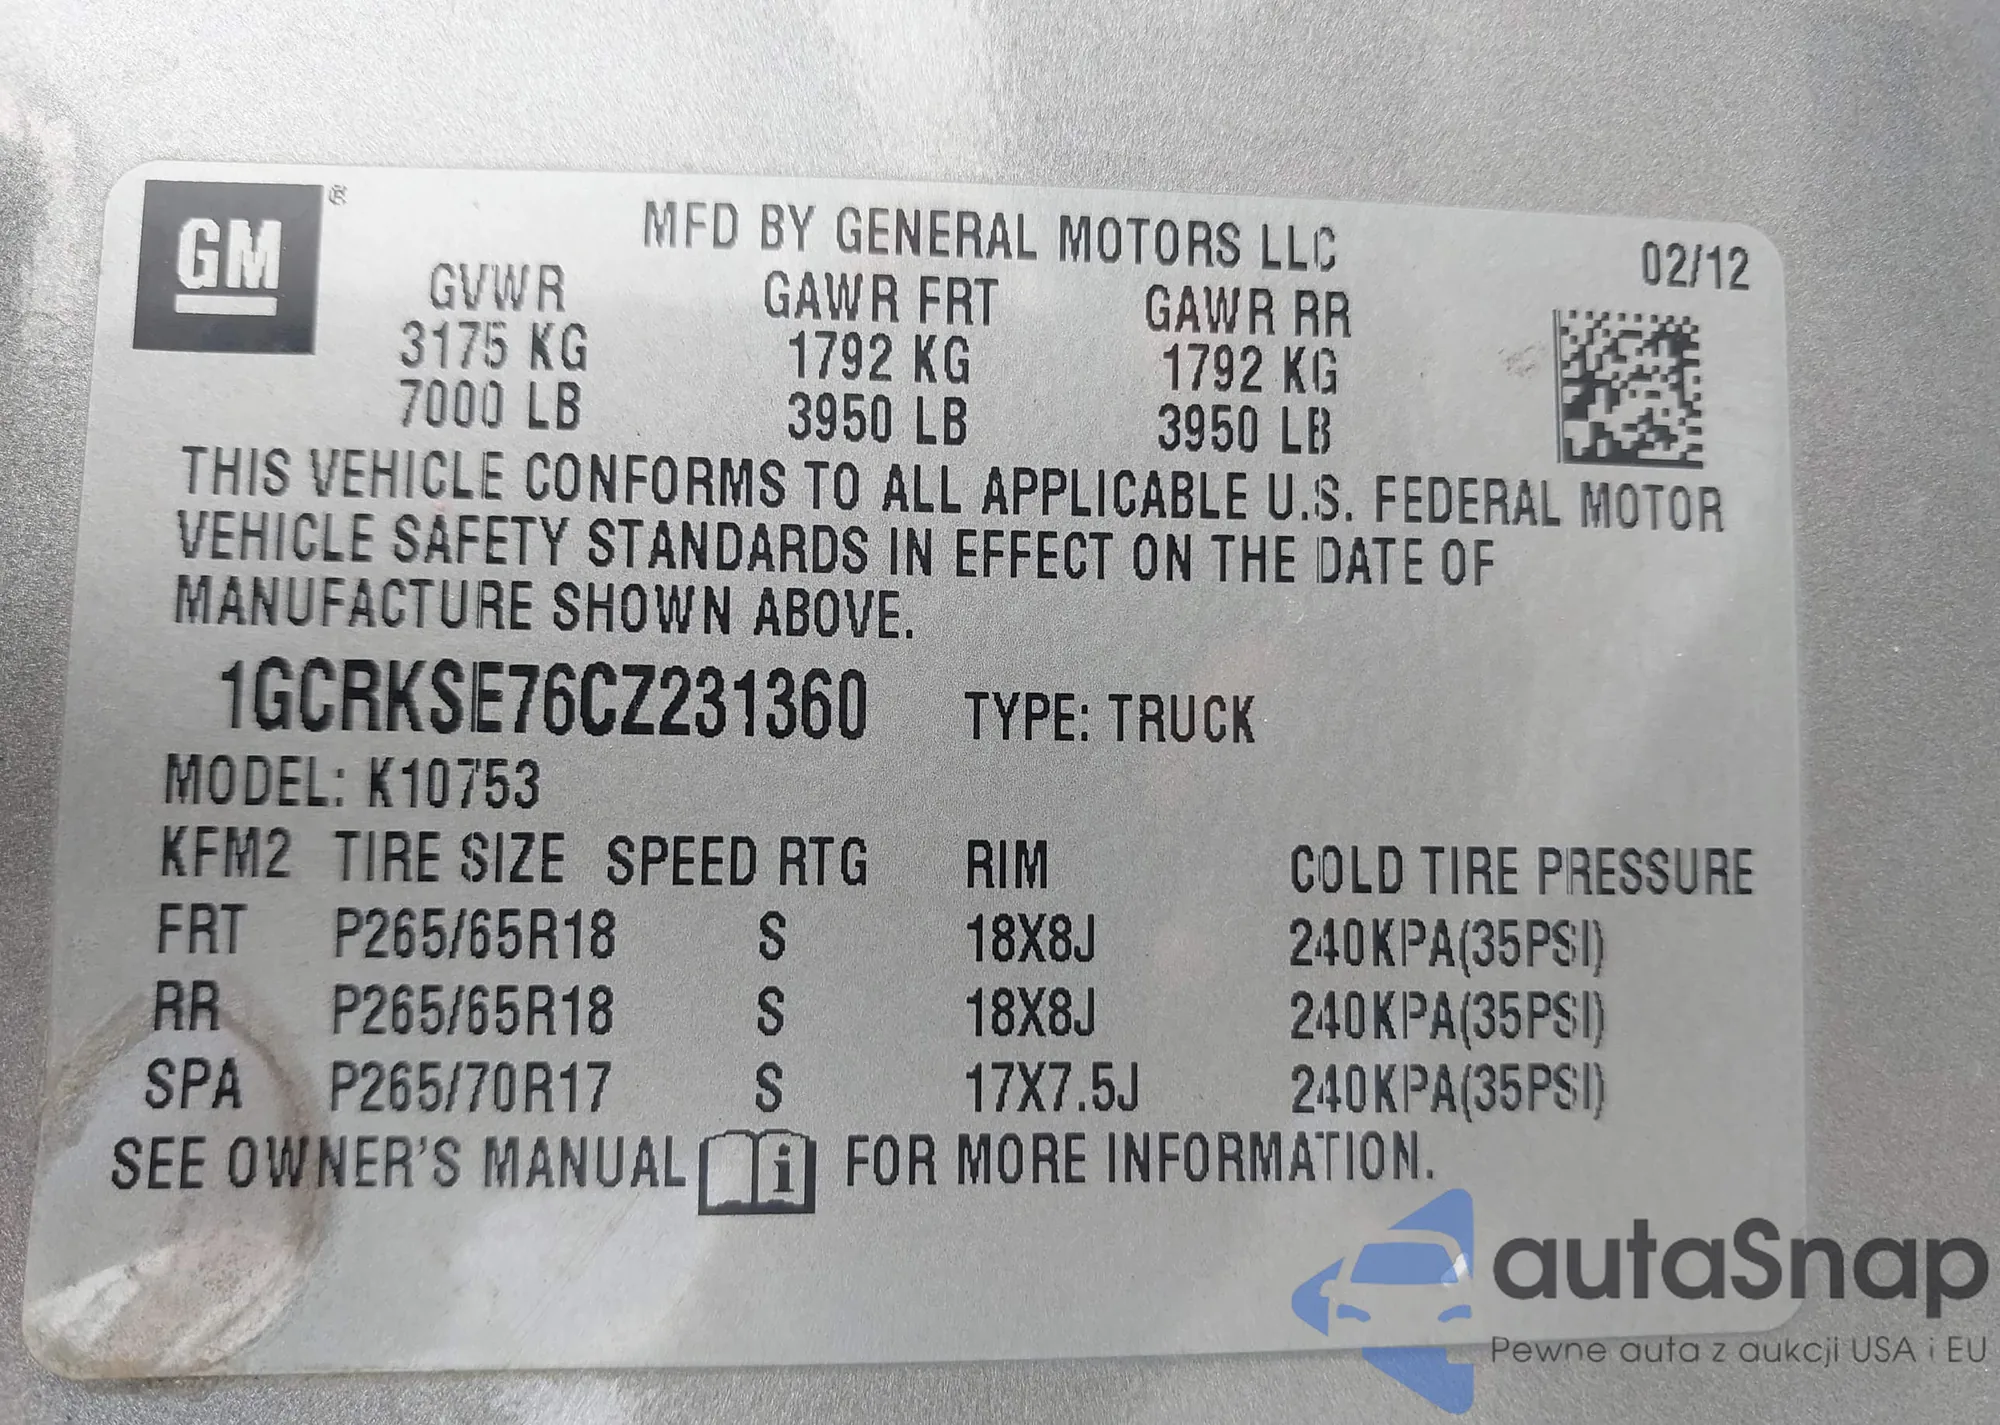 GM ®
MFD BY GENERAL MOTORS LLC
02/12
GVWR GAWR FRT GAWR RR
3175 KG 1792 KG 1792 KG
7000 LB 3950 LB 3950 LB
THIS VEHICLE CONFORMS TO ALL APPLICABLE U.S. FEDERAL MOTOR
VEHICLE SAFETY STANDARDS IN EFFECT ON THE DATE OF
MANUFACTURE SHOWN ABOVE.
1GCRKSE76CZ231360 TYPE: TRUCK
MODEL: K10753
KFM2 TIRE SIZE SPEED RTG RIM COLD TIRE PRESSURE
FRT P265/65R18 S 18X8J 240KPA(35PSI)
RR P265/65R18 S 18X8J 240KPA(35PSI)
SPA P265/70R17 S 17X7.5J 240KPA(35PSI)
SEE OWNER'S MANUAL i FOR MORE INFORMATION.
autaSnap
Pewne auta z aukcji USA i EU